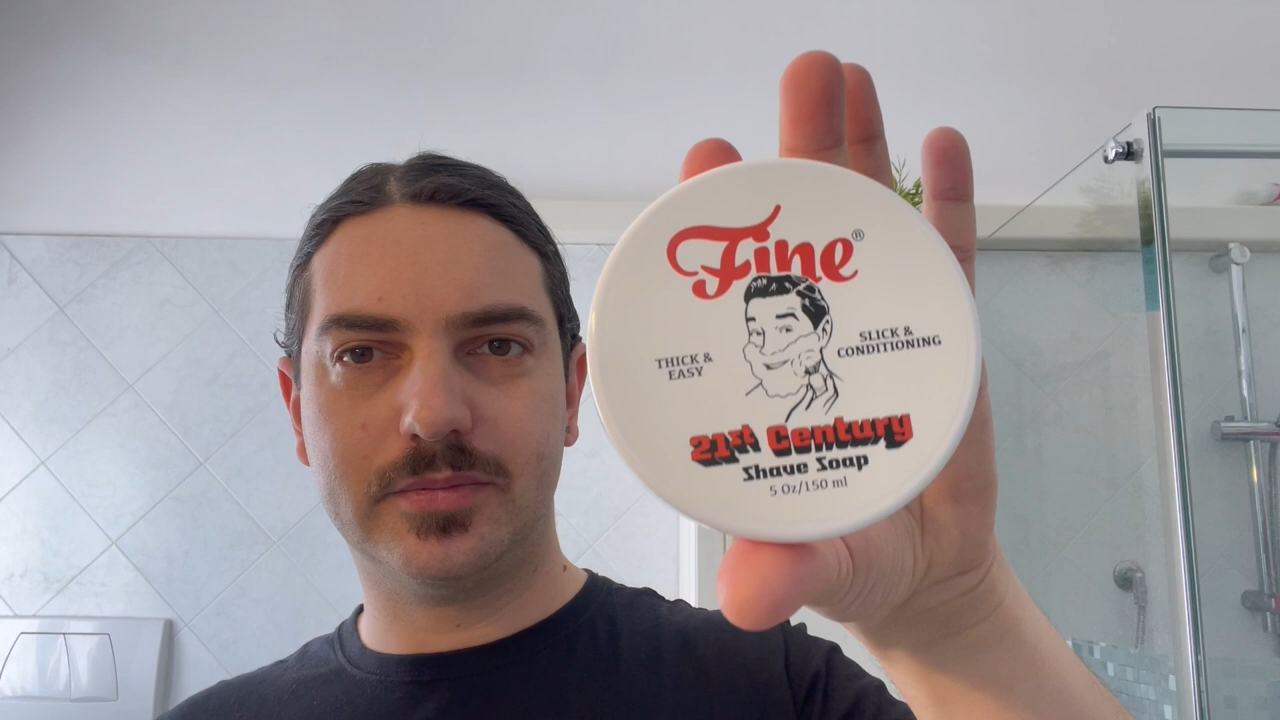 Fine®
THICK &
EASY
SLICK &
CONDITIONING
21st Century
Shave Soap
5 Oz/150 ml